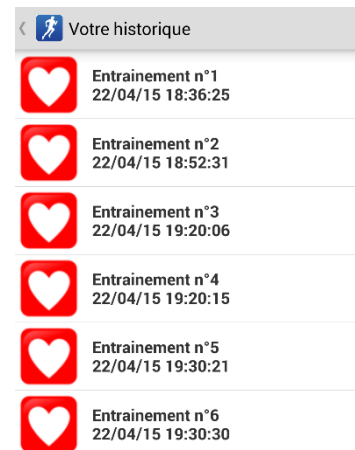 Votre historique
Entrainement n°1
22/04/15 18:36:25
Entrainement n°2
22/04/15 18:52:31
Entrainement n°3
22/04/15 19:20:06
Entrainement n°4
22/04/15 19:20:15
Entrainement n°5
22/04/15 19:30:21
Entrainement n°6
22/04/15 19:30:30